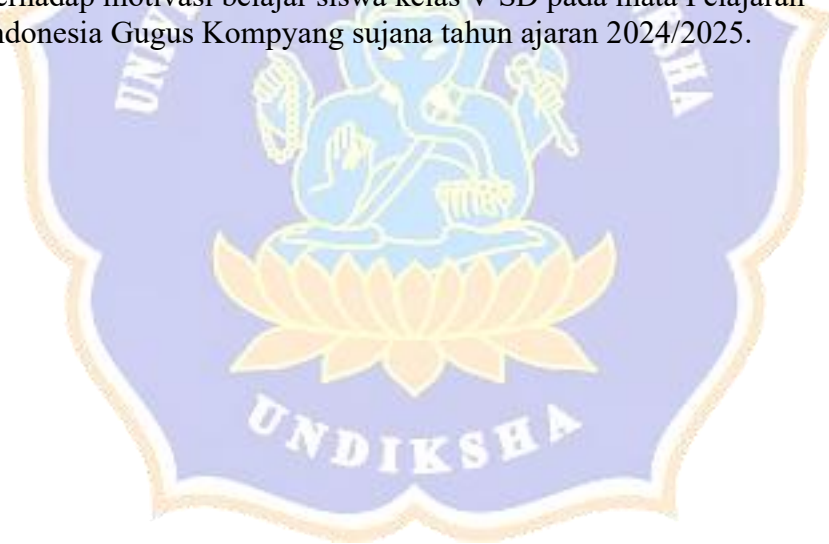 terhadap motivasi belajar siswa kelas V SD pada mata Pelajaran
ndonesia Gugus Kompyang sujana tahun ajaran 2024/2025.
UNDIKSHA